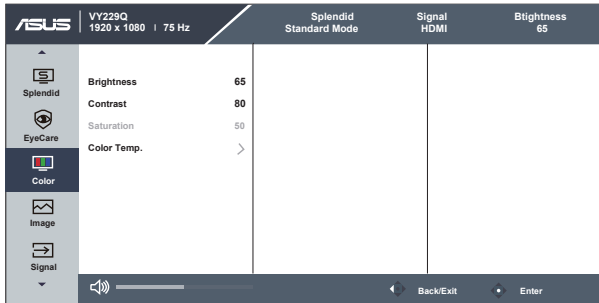 ASUS
VY229Q
1920 x 1080 | 75 Hz
Splendid
Standard Mode
Signal
HDMI
Btightness
65
Splendid
EyeCare
Color
Image
Signal
Brightness 65
Contrast 80
Saturation 50
Color Temp.
Back/Exit
Enter